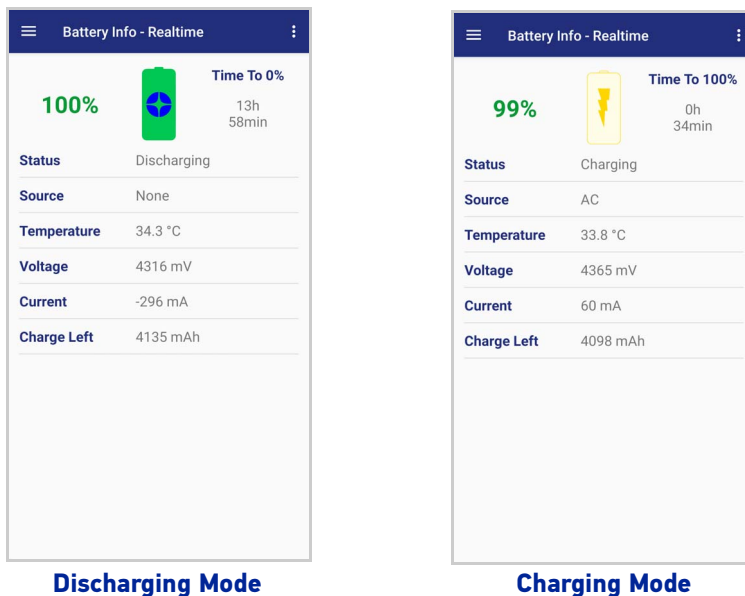 Battery Info - Realtime
100%
Time To 0%
13h
58min
Status Discharging
Source None
Temperature 34.3 °C
Voltage 4316 mV
Current -296 mA
Charge Left 4135 mAh
Discharging Mode
Battery Info - Realtime
99%
Time To 100%
0h
34min
Status Charging
Source AC
Temperature 33.8 °C
Voltage 4365 mV
Current 60 mA
Charge Left 4098 mAh
Charging Mode